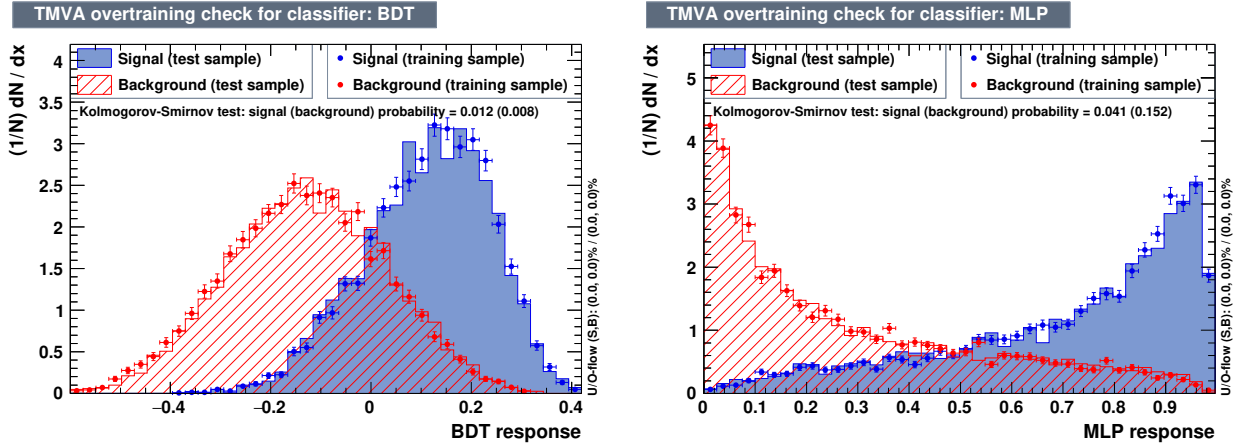 TMVA overtraining check for classifier: BDT
Signal (test sample)
Background (test sample)
Signal (training sample)
Background (training sample)
Kolmogorov-Smirnov test: signal (background) probability = 0.012 (0.008)
(1/N) dN / dx
0
0.5
1
1.5
2
2.5
3
3.5
4
−0.4
−0.2
0
0.2
0.4
BDT response
U/O-flow (S,B): (0.0, 0.0)% / (0.0, 0.0)%
TMVA overtraining check for classifier: MLP
Signal (test sample)
Background (test sample)
Signal (training sample)
Background (training sample)
Kolmogorov-Smirnov test: signal (background) probability = 0.041 (0.152)
(1/N) dN / dx
0
1
2
3
4
5
0
0.1
0.2
0.3
0.4
0.5
0.6
0.7
0.8
0.9
MLP response
U/O-flow (S,B): (0.0, 0.0)% / (0.0, 0.0)%